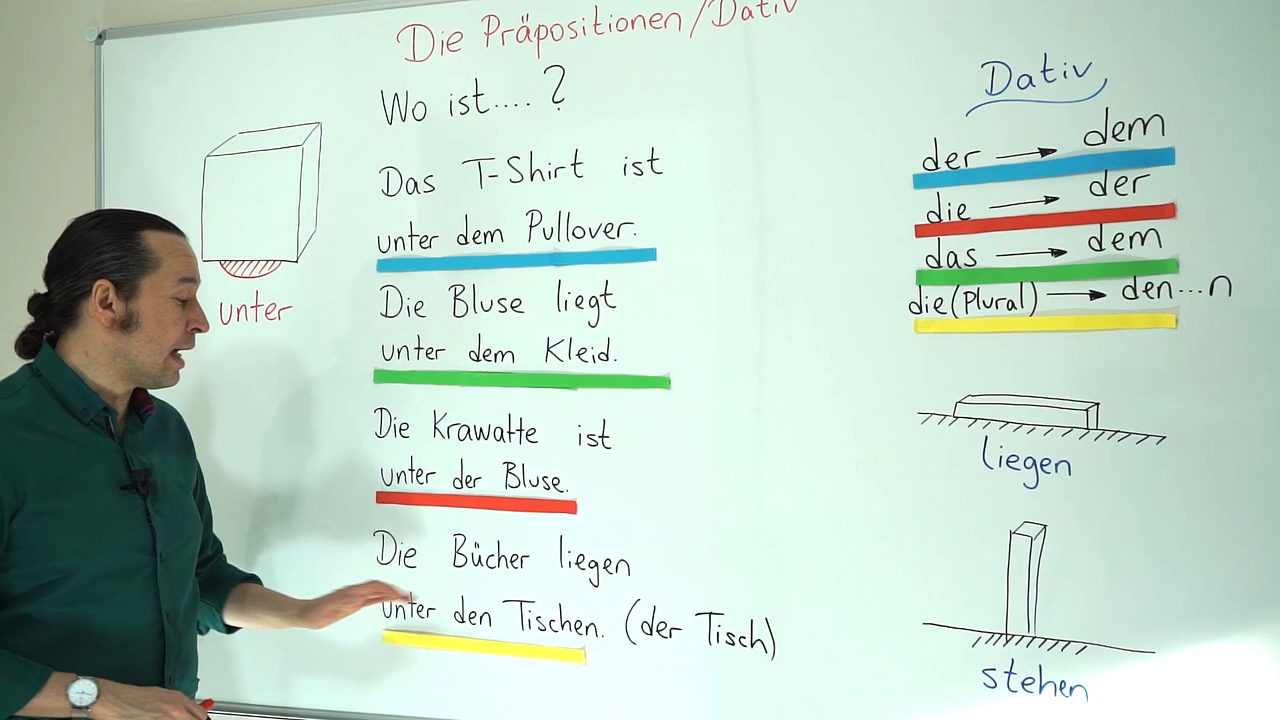 Die Präpositionen/Dativ
Wo ist....?
Das T-Shirt ist
unter dem Pullover.
Die Bluse liegt
unter dem Kleid.
Die Krawatte ist
unter der Bluse.
Die Bücher liegen
unter den Tischen. (der Tisch)
unter
Dativ
der → dem
die → der
das → dem
die (Plural) → den...n
liegen
stehen